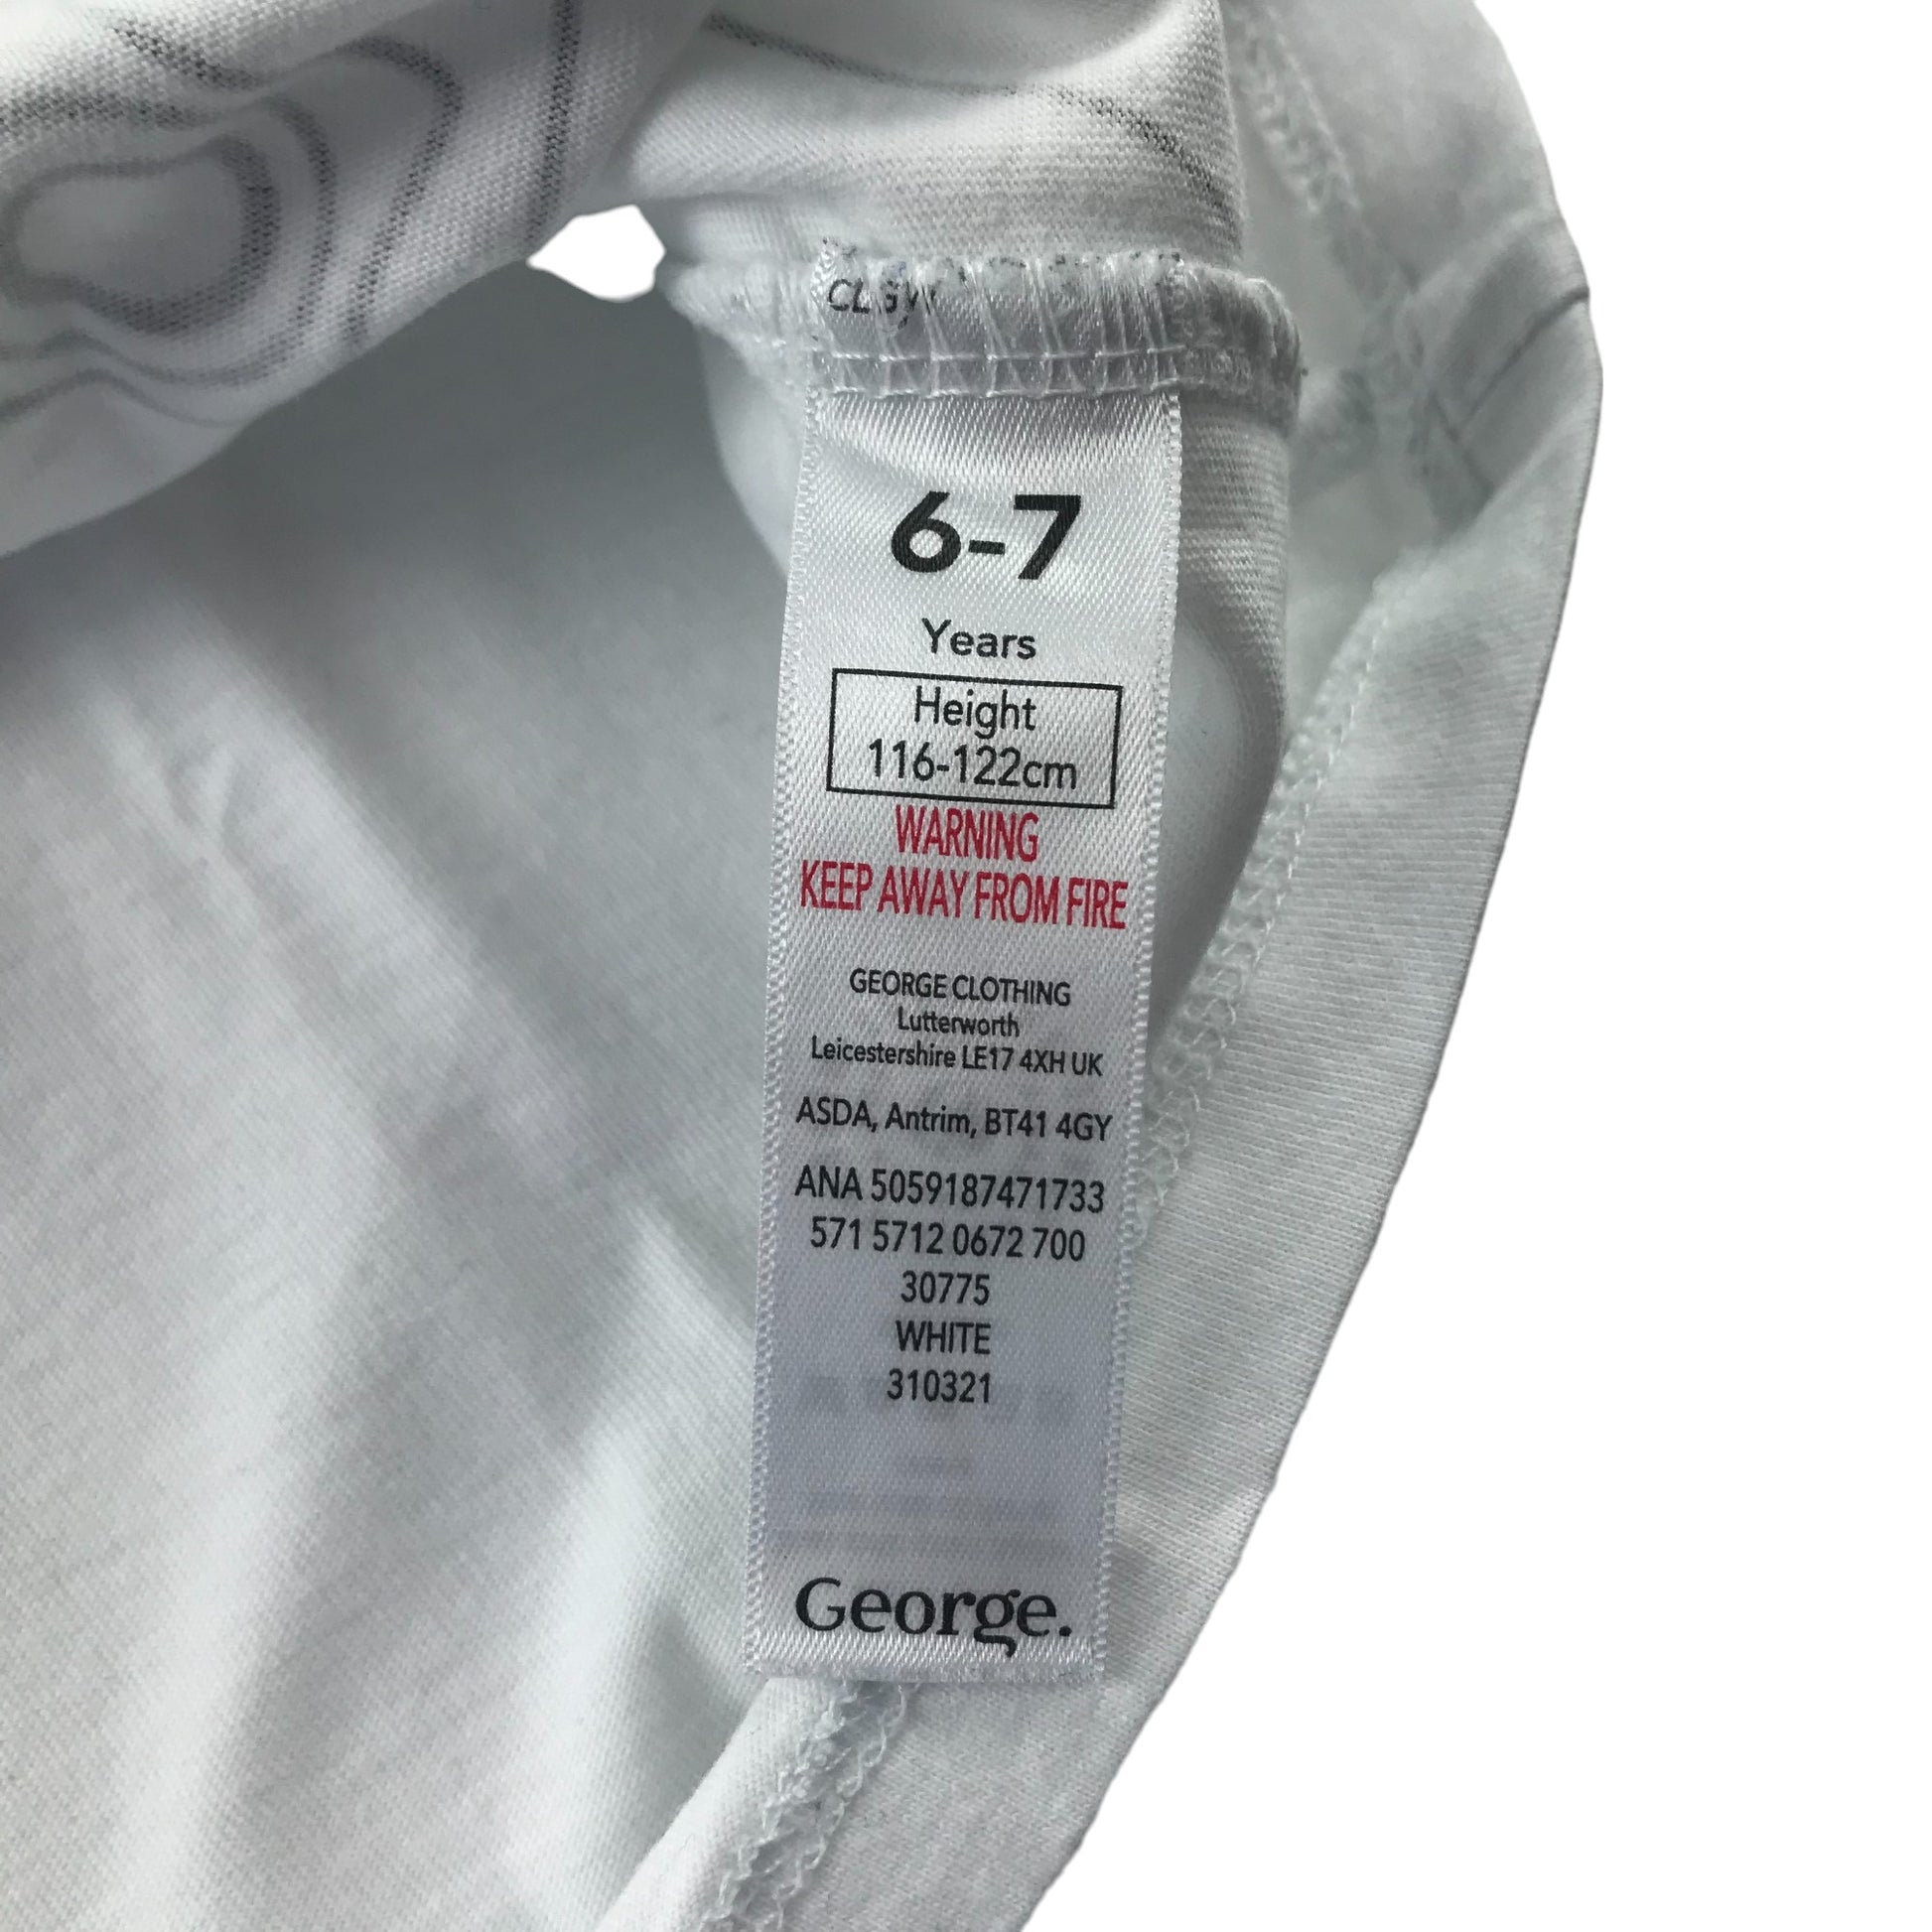 6-7
Years
Height
116-122cm
WARNING
KEEP AWAY FROM FIRE
GEORGE CLOTHING
Lutterworth
Leicestershire LE17 4XH UK
ASDA, Antrim, BT41 4GY
ANA 5059187471733
571 5712 0672 700
30775
WHITE
310321
George.